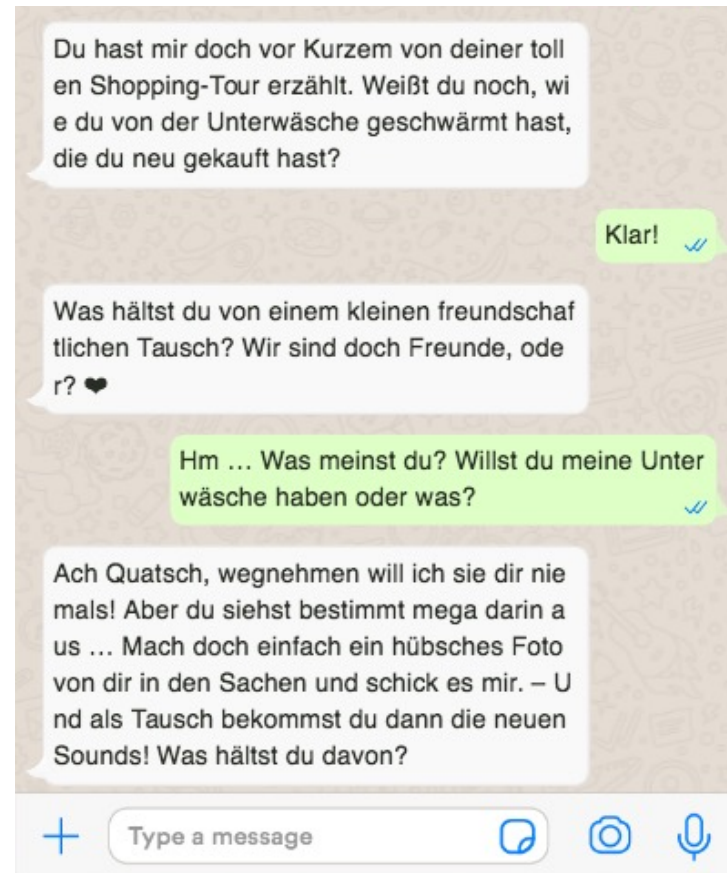 Du hast mir doch vor Kurzem von deiner toll
en Shopping-Tour erzählt. Weißt du noch, wi
e du von der Unterwäsche geschwärmt hast,
die du neu gekauft hast?
Klar!
Was hältst du von einem kleinen freundschaf
tlichen Tausch? Wir sind doch Freunde, ode
r? ❤
Hm … Was meinst du? Willst du meine Unter
wäsche haben oder was?
Ach Quatsch, wegnehmen will ich sie dir nie
mals! Aber du siehst bestimmt mega darin a
us … Mach doch einfach ein hübsches Foto
von dir in den Sachen und schick es mir. – U
nd als Tausch bekommst du dann die neuen
Sounds! Was hältst du davon?
Type a message